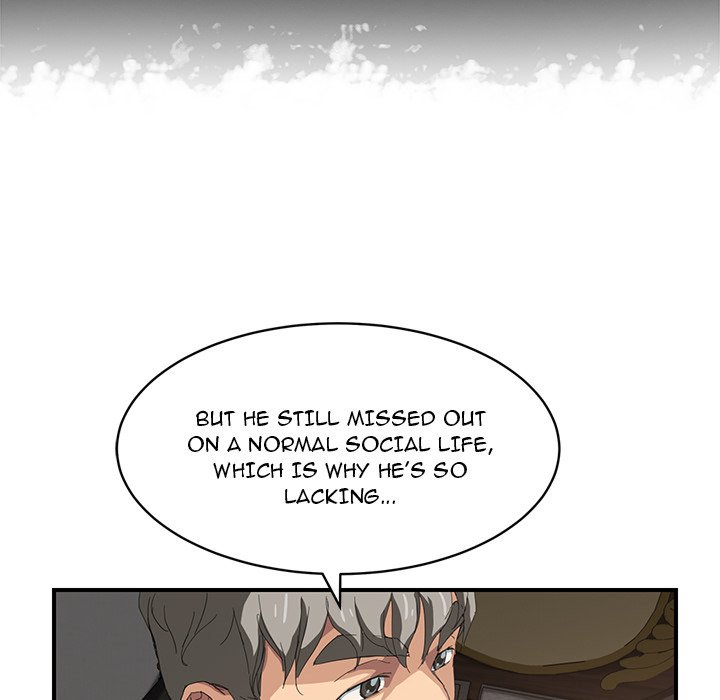 BUT HE STILL MISSED OUT
ON A NORMAL SOCIAL LIFE,
WHICH IS WHY HE'S SO
LACKING...